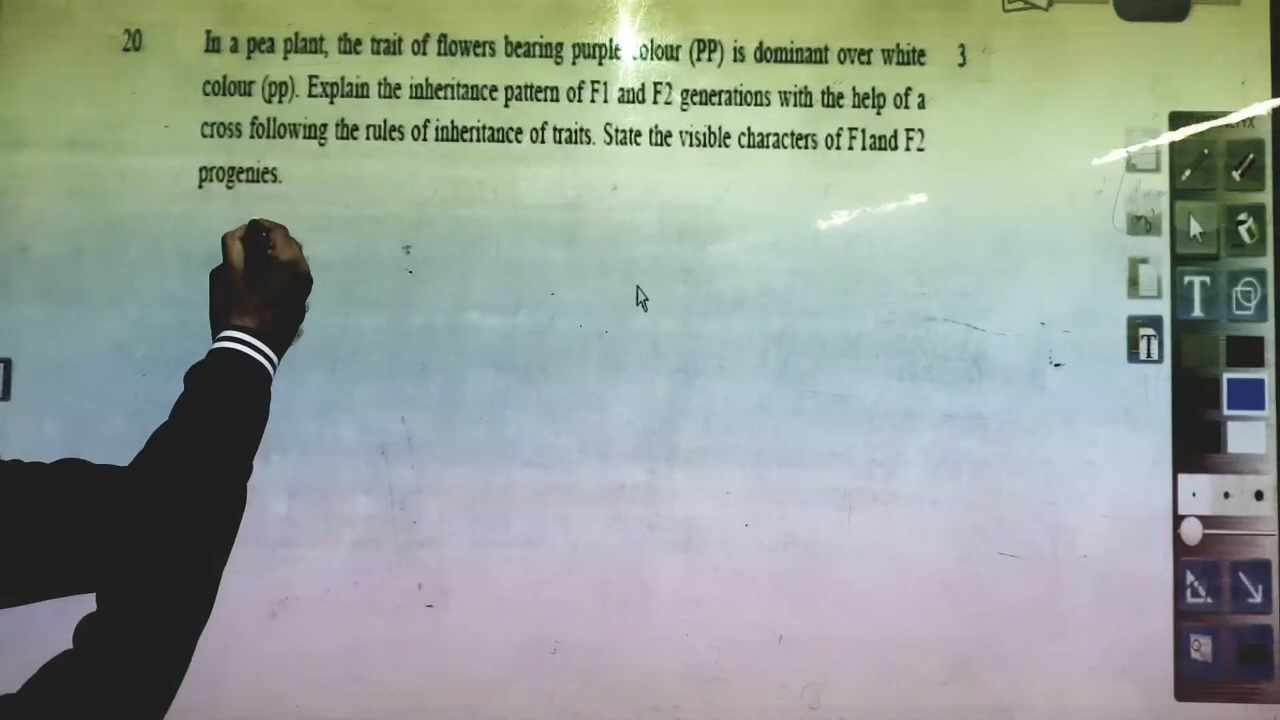 20 In a pea plant, the trait of flowers bearing purple colour (PP) is dominant over white 3
colour (pp). Explain the inheritance pattern of F1 and F2 generations with the help of a
cross following the rules of inheritance of traits. State the visible characters of F1and F2
progenies.
T
T